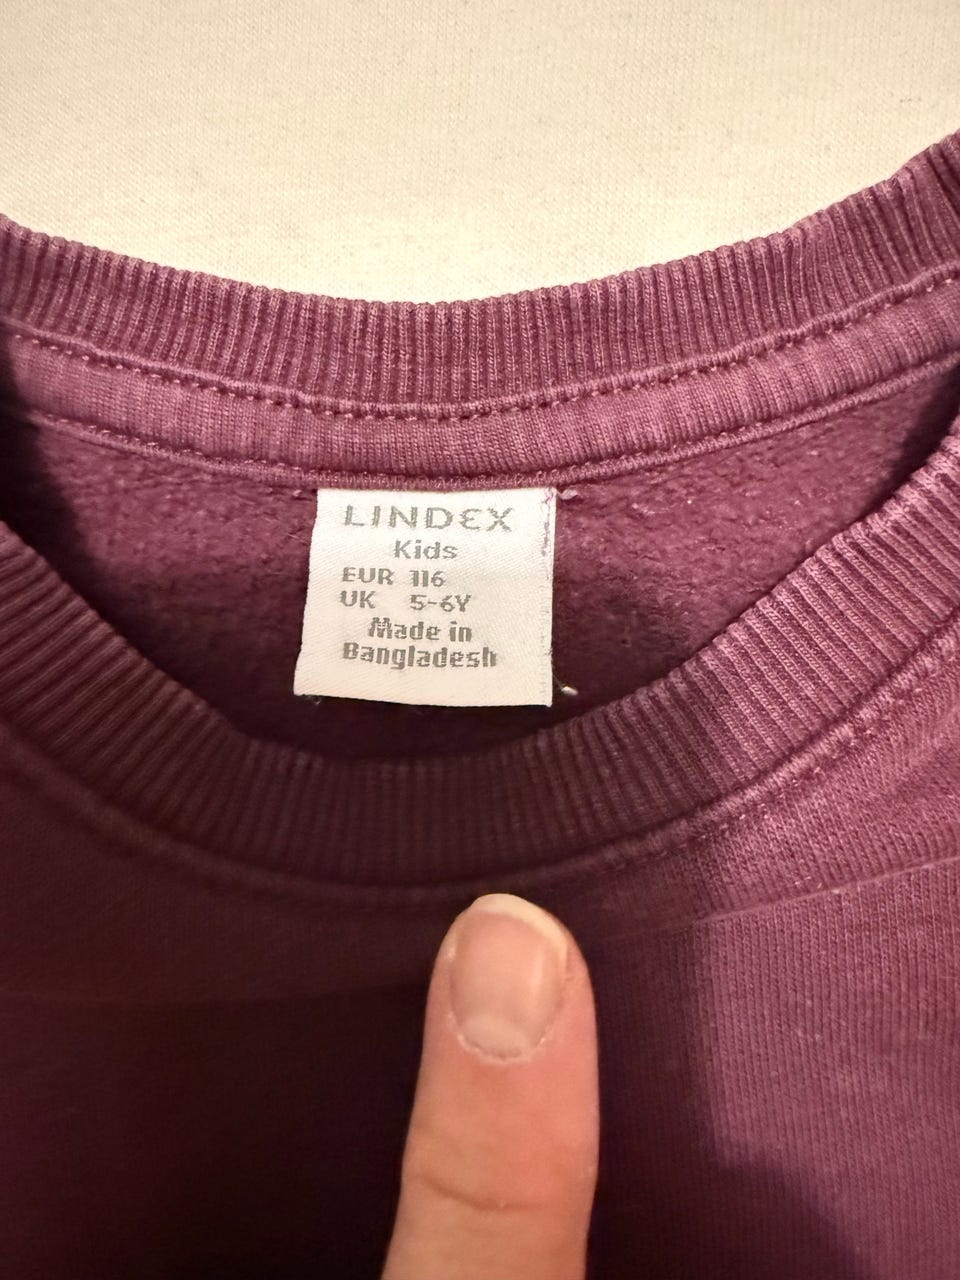 LINDEX
Kids
EUR 116
UK 5-6Y
Made in
Bangladesh